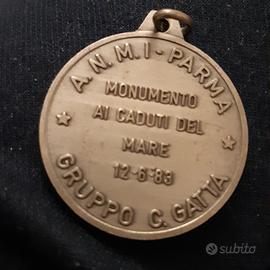 A.N.M.I - PARMA
MONUMENTO
AI CADUTI DEL
MARE
12-6-83
GRUPPO C. GATTA
subito